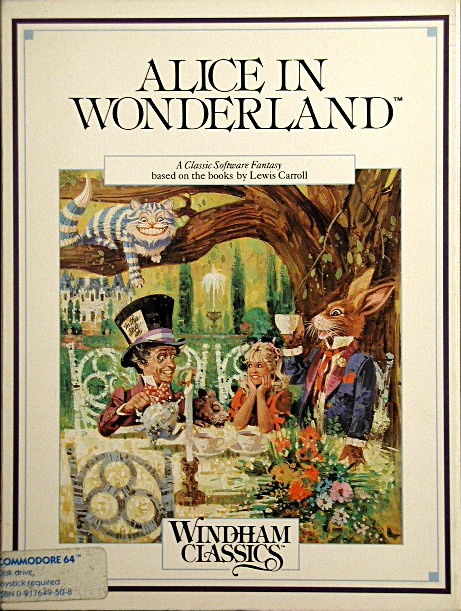 ALICE IN
WONDERLAND™
A Classic Software Fantasy
based on the books by Lewis Carroll
WINDHAM
CLASSICS™
COMMODORE 64™
disk drive,
joystick required
ISBN 0-917649-50-8